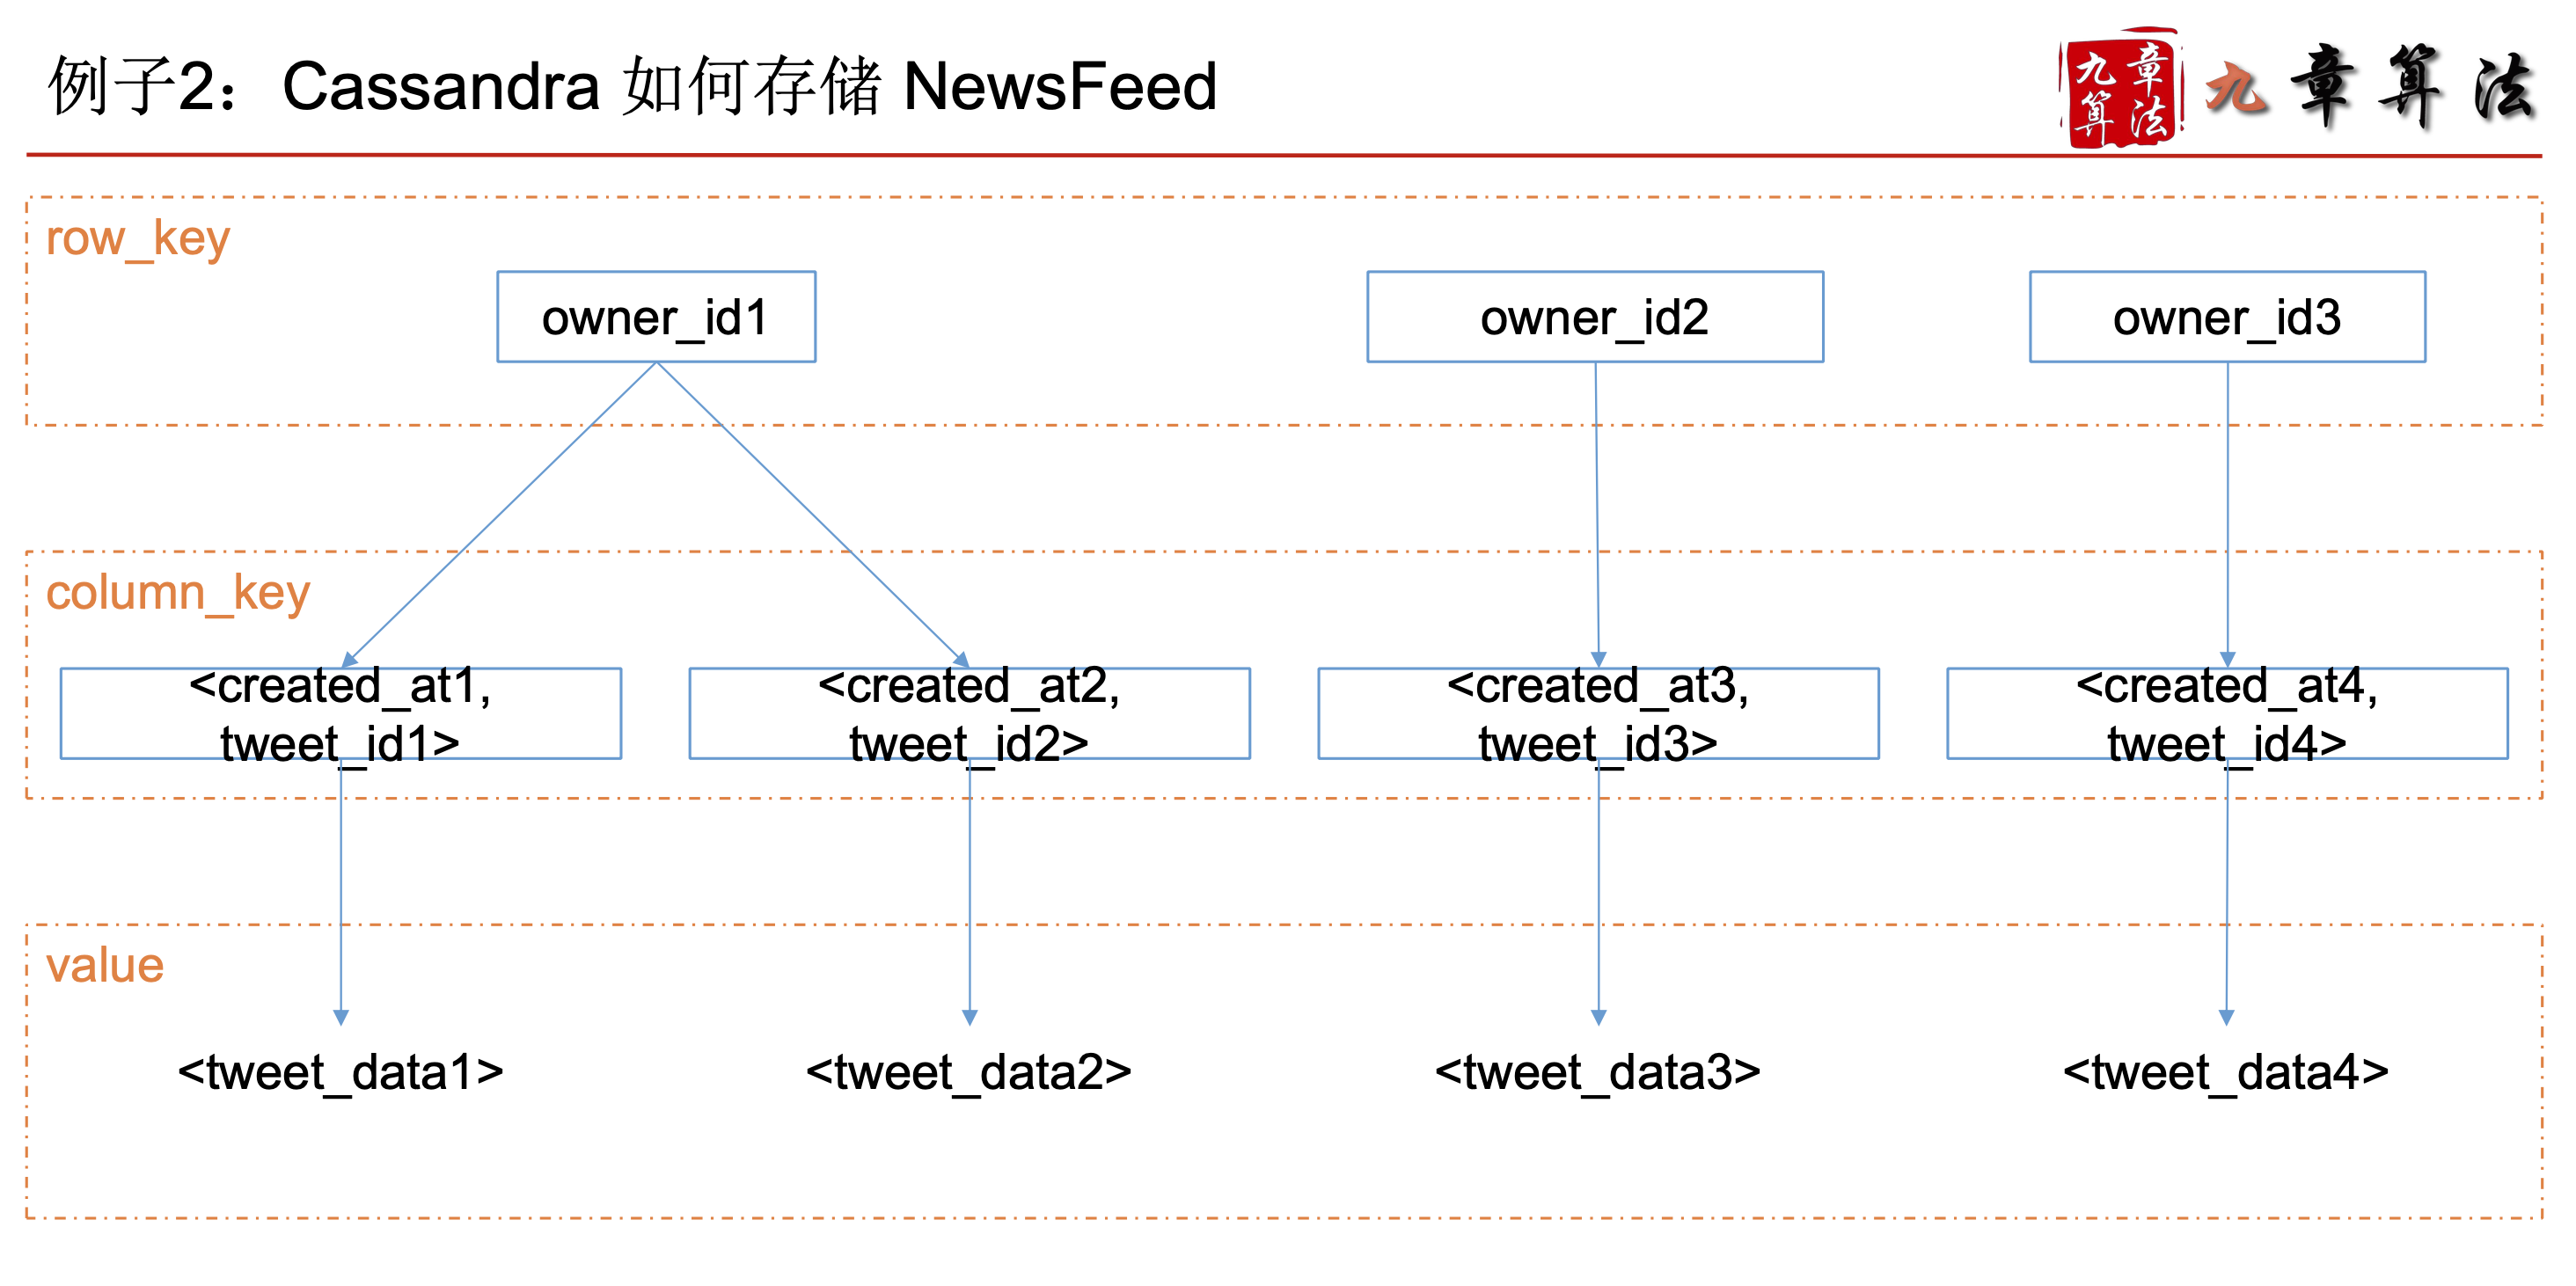 例子2：Cassandra 如何存储 NewsFeed
九章算法
九章算法
row_key
owner_id1
owner_id2
owner_id3
column_key
<created_at1,
tweet_id1>
<created_at2,
tweet_id2>
<created_at3,
tweet_id3>
<created_at4,
tweet_id4>
value
<tweet_data1>
<tweet_data2>
<tweet_data3>
<tweet_data4>